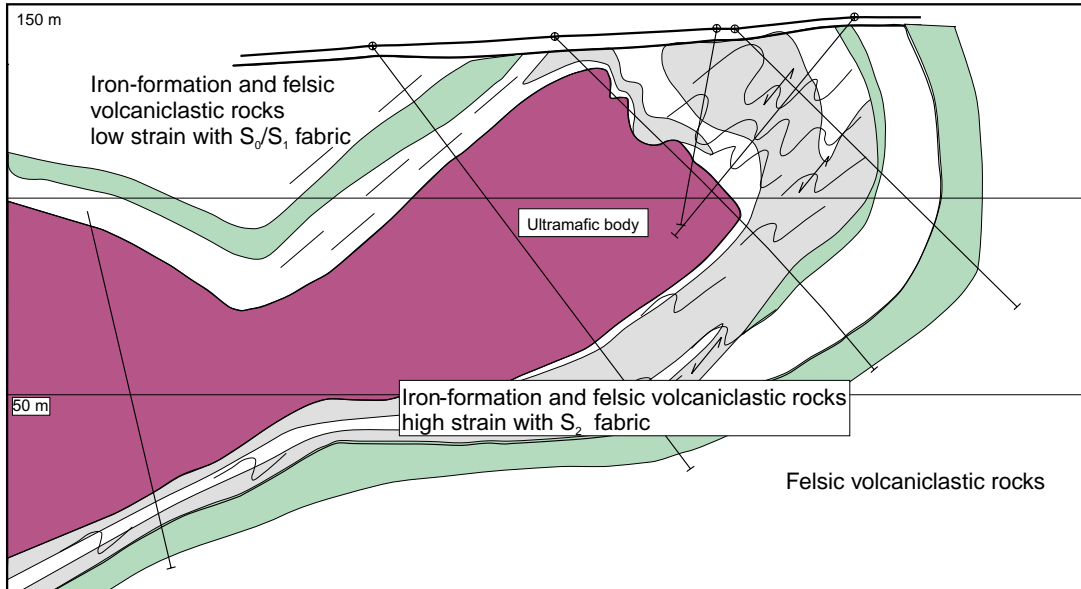 150 m
Iron-formation and felsic
volcaniclastic rocks
low strain with S₀/S₁ fabric
Ultramafic body
50 m
Iron-formation and felsic volcaniclastic rocks
high strain with S₂ fabric
Felsic volcaniclastic rocks